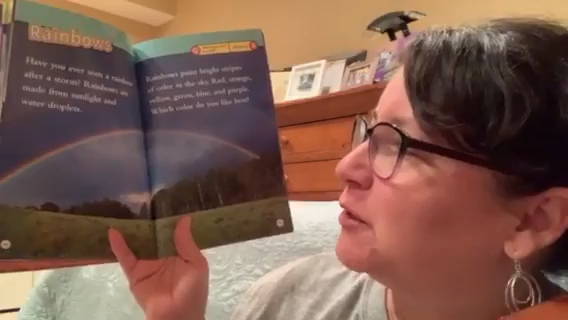 Rainbows
Have you ever seen a rainbow
after a storm? Rainbows are
made from sunlight and
water droplets.
Rainbows paint bright stripes
of color in the sky. Red, orange,
yellow, green, blue, and purple.
Which color do you like best?